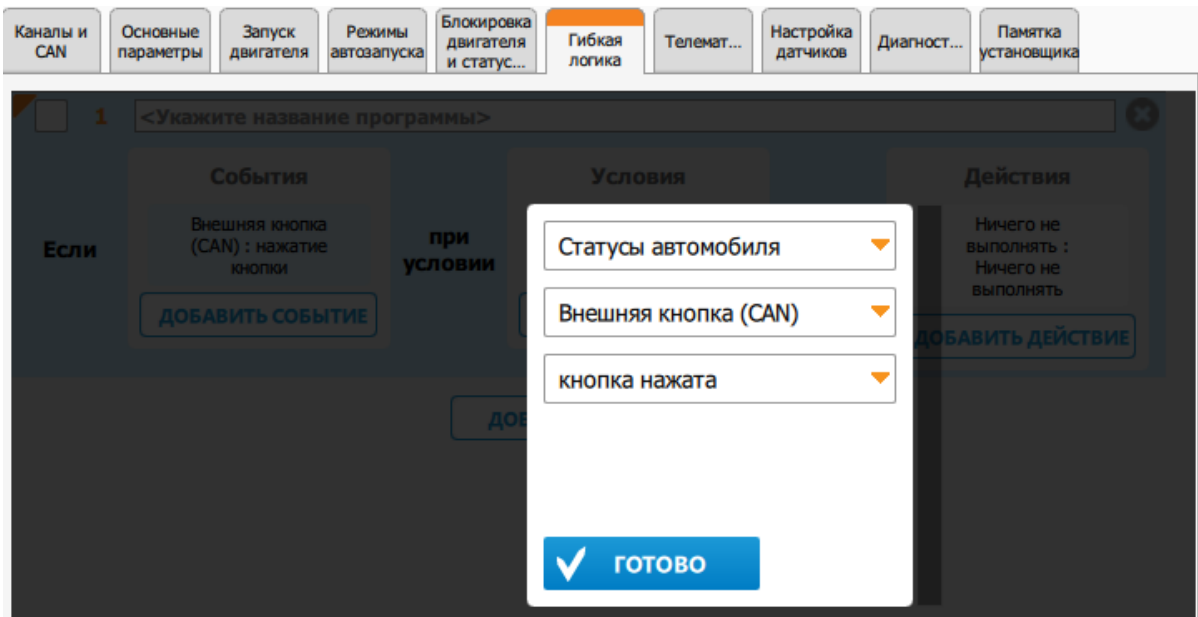 Каналы и
CAN
Основные
параметры
Запуск
двигателя
Режимы
автозапуска
Блокировка
двигателя
и статус...
Гибкая
логика
Телемат...
Настройка
датчиков
Диагност...
Памятка
установщика
1
<Укажите название программы>
События
Условия
Действия
Если
Внешняя кнопка
(CAN) : нажатие
кнопки
при
условии
Ничего не
выполнять :
Ничего не
выполнять
ДОБАВИТЬ СОБЫТИЕ
ДОБАВИТЬ ДЕЙСТВИЕ
ДОБ
Статусы автомобиля
Внешняя кнопка (CAN)
кнопка нажата
ГОТОВО